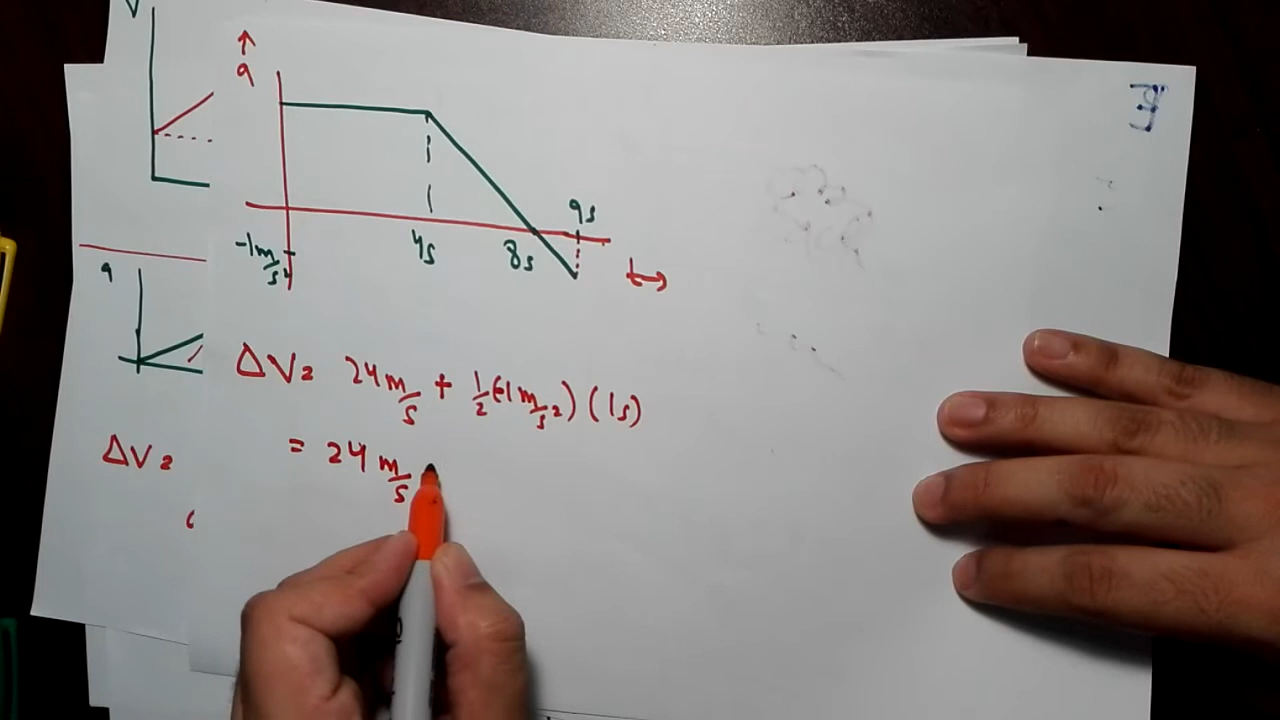 V
↑
a
9s
-1m/s²
4s
8s
t→
a
ΔV = 24 m/s + 1/2 (-1 m/s²) (1s)
ΔV =
= 24 m/s